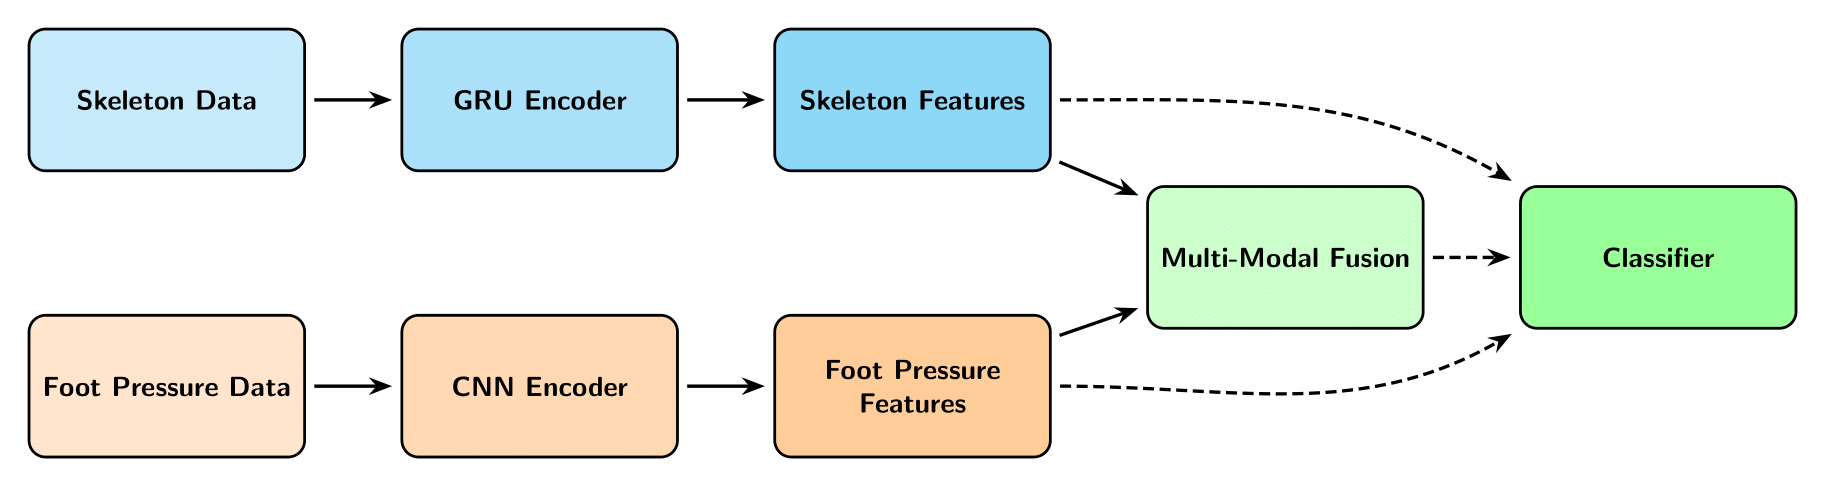 Skeleton Data
GRU Encoder
Skeleton Features
Multi-Modal Fusion
Classifier
Foot Pressure Data
CNN Encoder
Foot Pressure
Features